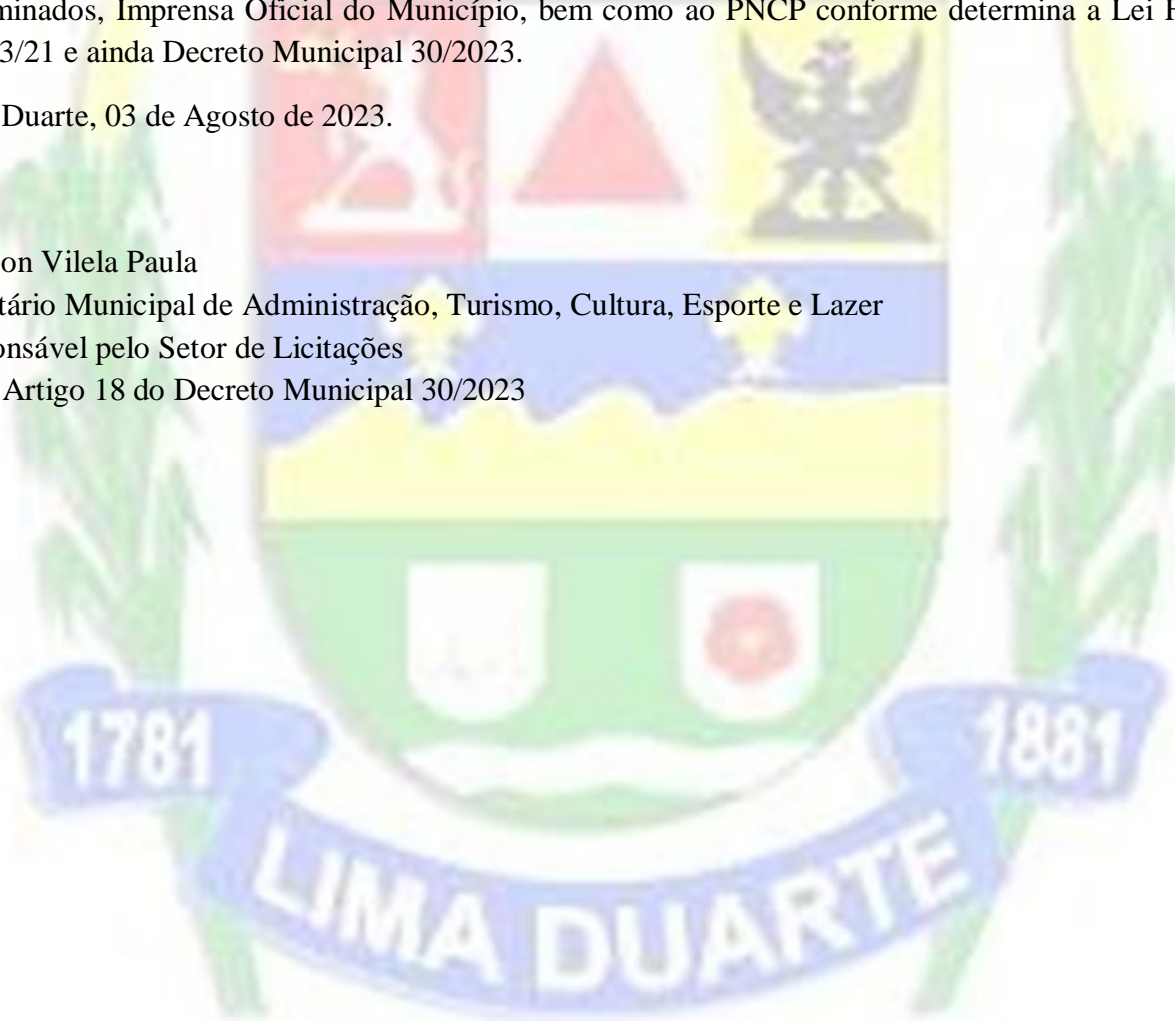 minados, Imprensa Oficial do Município, bem como ao PNCP conforme determina a Lei F
3/21 e ainda Decreto Municipal 30/2023.
Duarte, 03 de Agosto de 2023.
on Vilela Paula
tário Municipal de Administração, Turismo, Cultura, Esporte e Lazer
onsável pelo Setor de Licitações
Artigo 18 do Decreto Municipal 30/2023
1781
1881
LIMA DUARTE